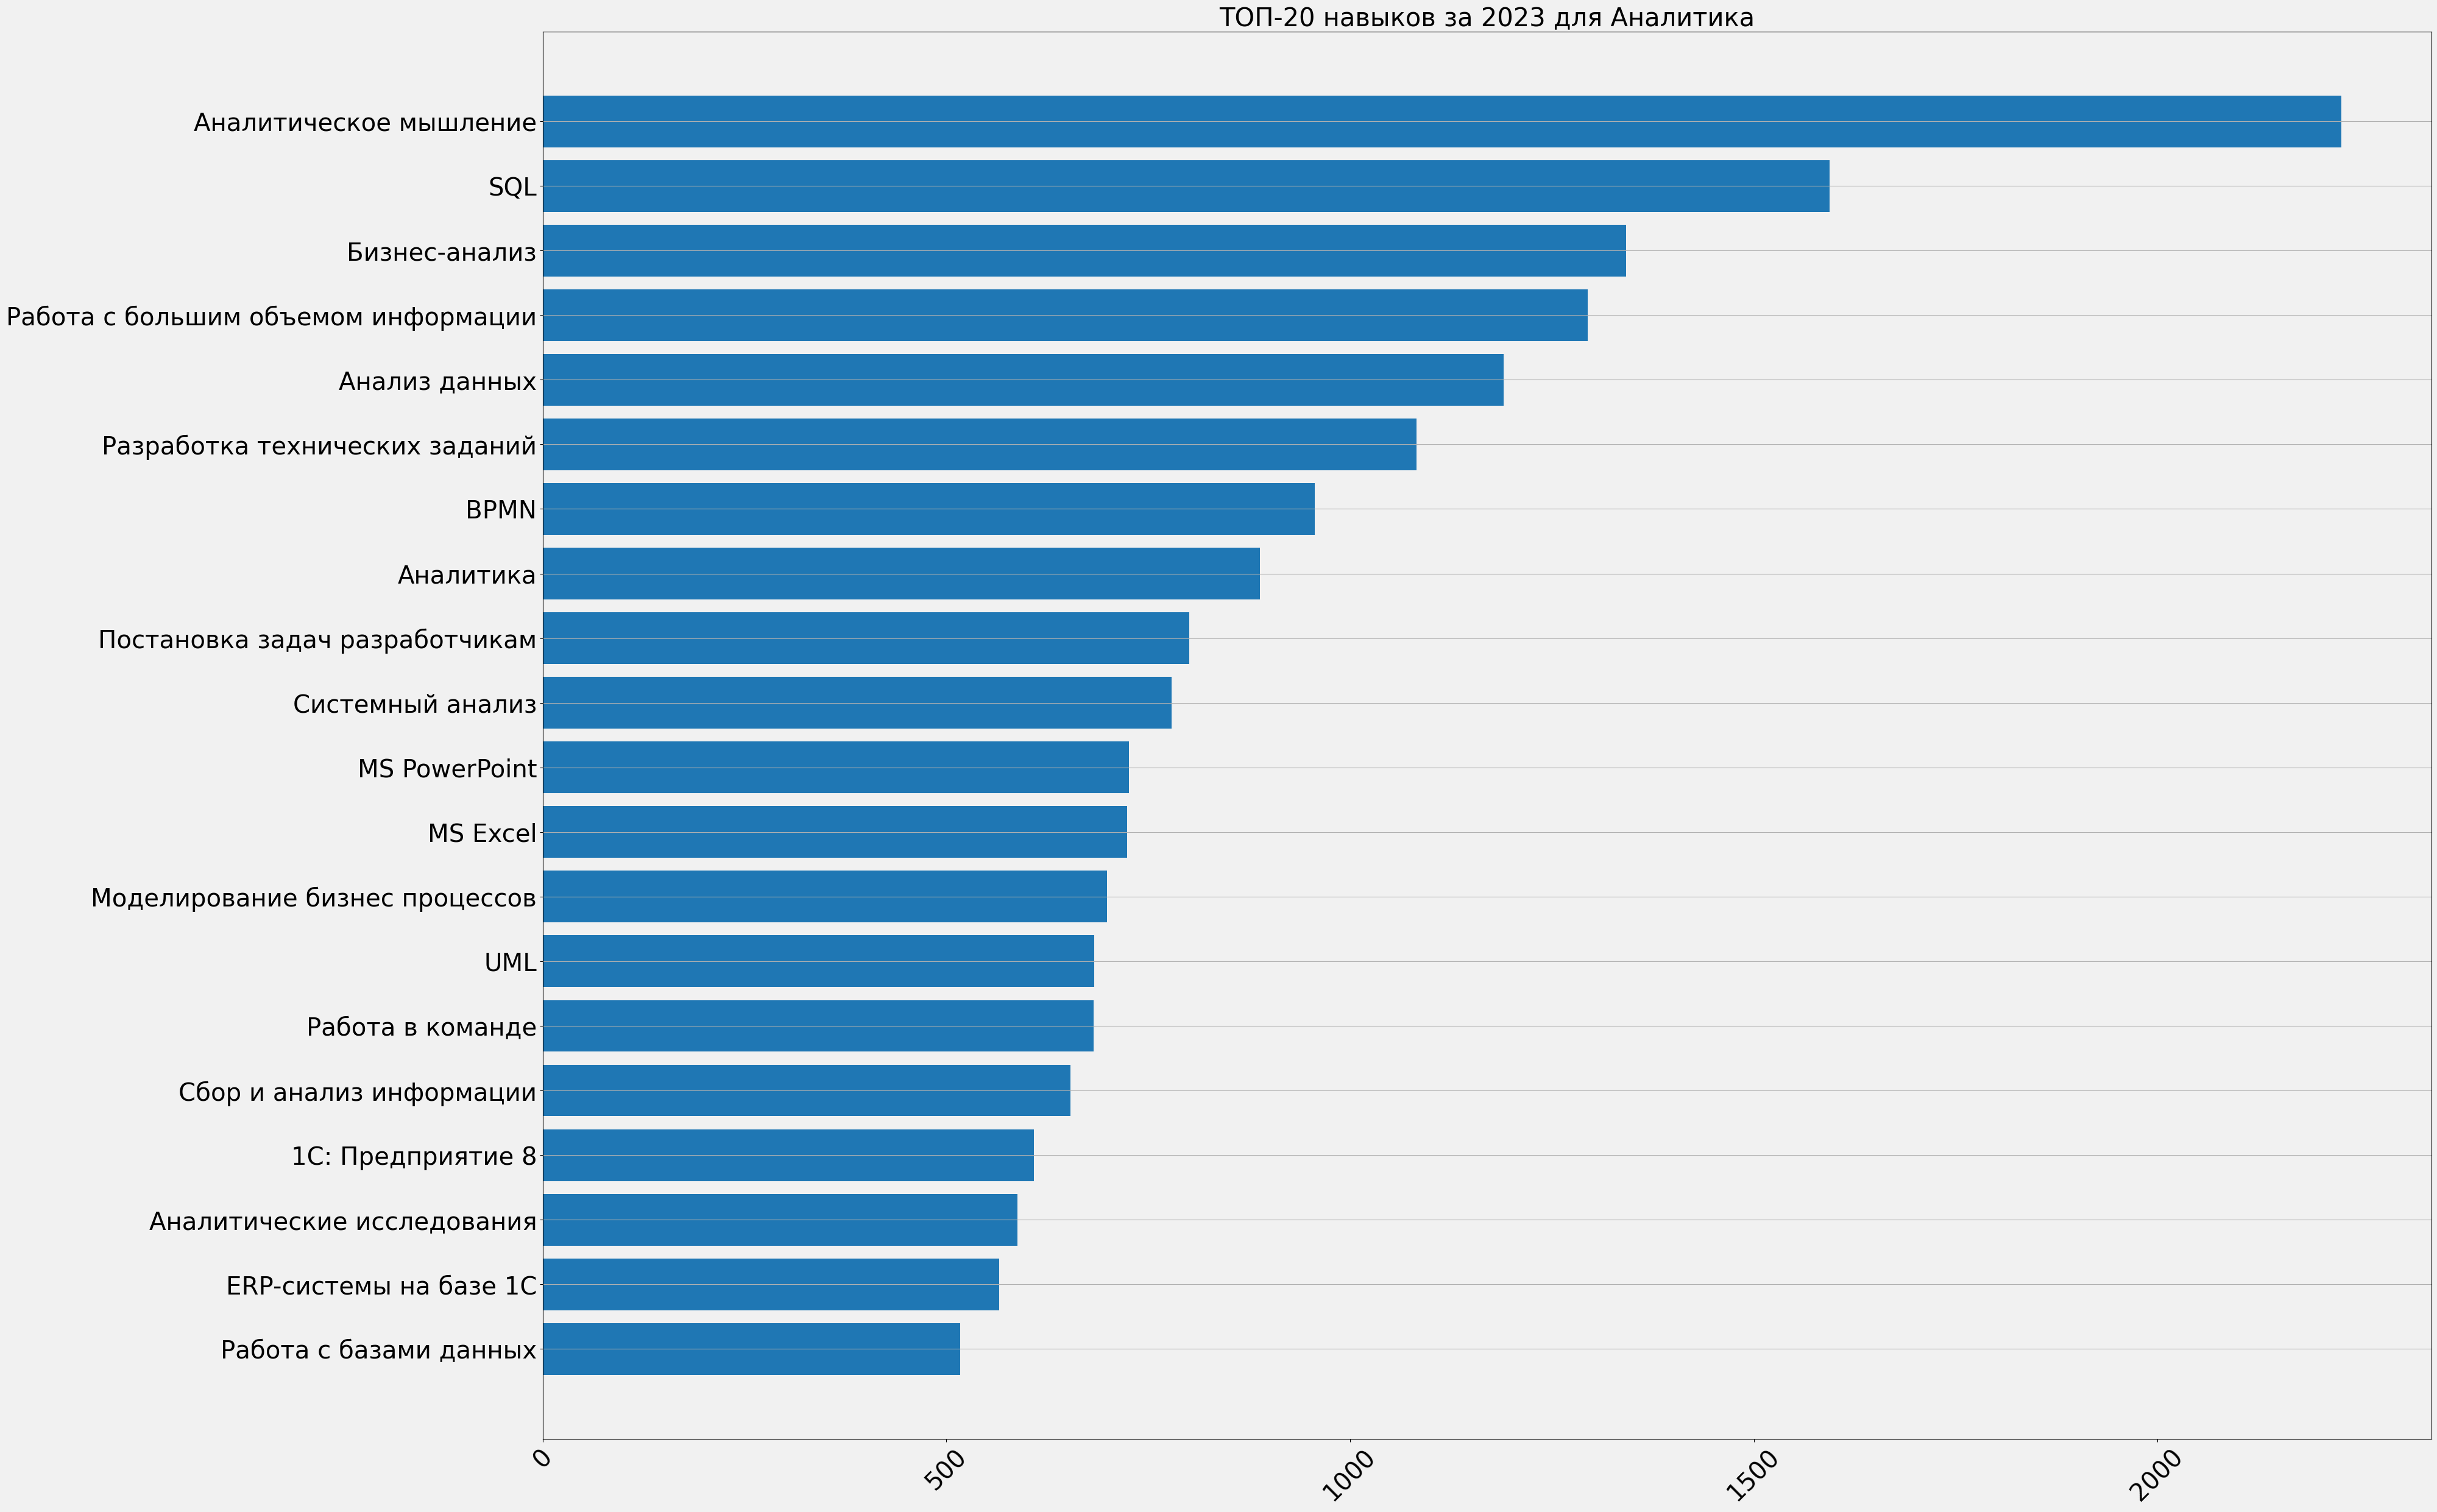 ТОП-20 навыков за 2023 для Аналитика
Аналитическое мышление
SQL
Бизнес-анализ
Работа с большим объемом информации
Анализ данных
Разработка технических заданий
BPMN
Аналитика
Постановка задач разработчикам
Системный анализ
MS PowerPoint
MS Excel
Моделирование бизнес процессов
UML
Работа в команде
Сбор и анализ информации
1С: Предприятие 8
Аналитические исследования
ERP-системы на базе 1С
Работа с базами данных
0 500 1000 1500 2000